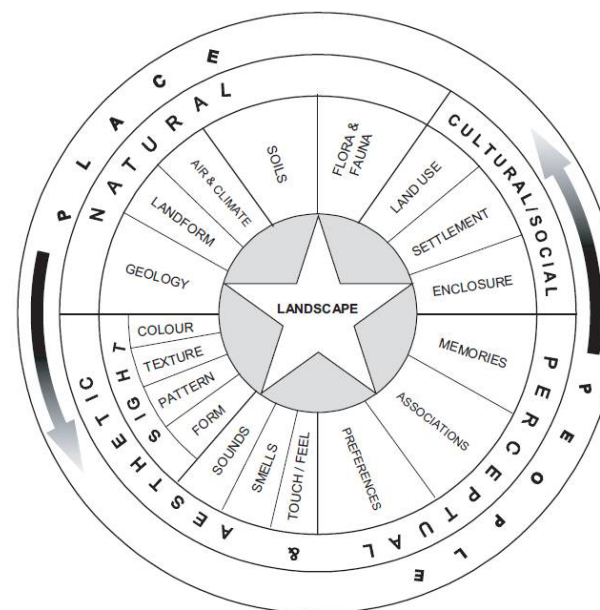 PLACE
NATURAL
CULTURAL/SOCIAL
GEOLOGY
LANDFORM
AIR & CLIMATE
SOILS
FLORA &
FAUNA
LAND USE
SETTLEMENT
ENCLOSURE
LANDSCAPE
COLOUR
TEXTURE
PATTERN
FORM
SIGHT
SOUNDS
SMELLS
TOUCH / FEEL
PREFERENCES
ASSOCIATIONS
MEMORIES
AESTHETIC & PERCEPTUAL
PEOPLE